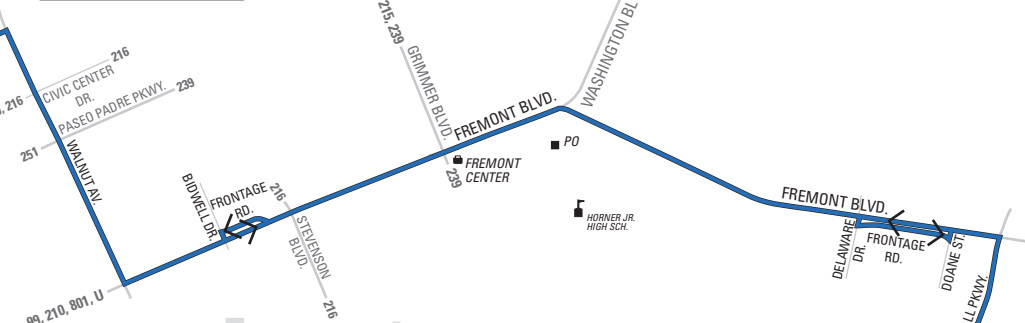 215, 239
GRIMMER BLVD.
WASHINGTON BL
216
CIVIC CENTER
DR.
239
PASEO PADRE PKWY.
, 216
251
WALNUT AV.
FREMONT BLVD.
PO
FREMONT
CENTER
239
BIDWELL DR.
FRONTAGE
RD.
216
STEVENSON
BLVD.
216
HORNER JR.
HIGH SCH.
FREMONT BLVD.
DELAWARE
DR.
FRONTAGE
RD.
DOANE ST.
LL PKWY.
99, 210, 801, U